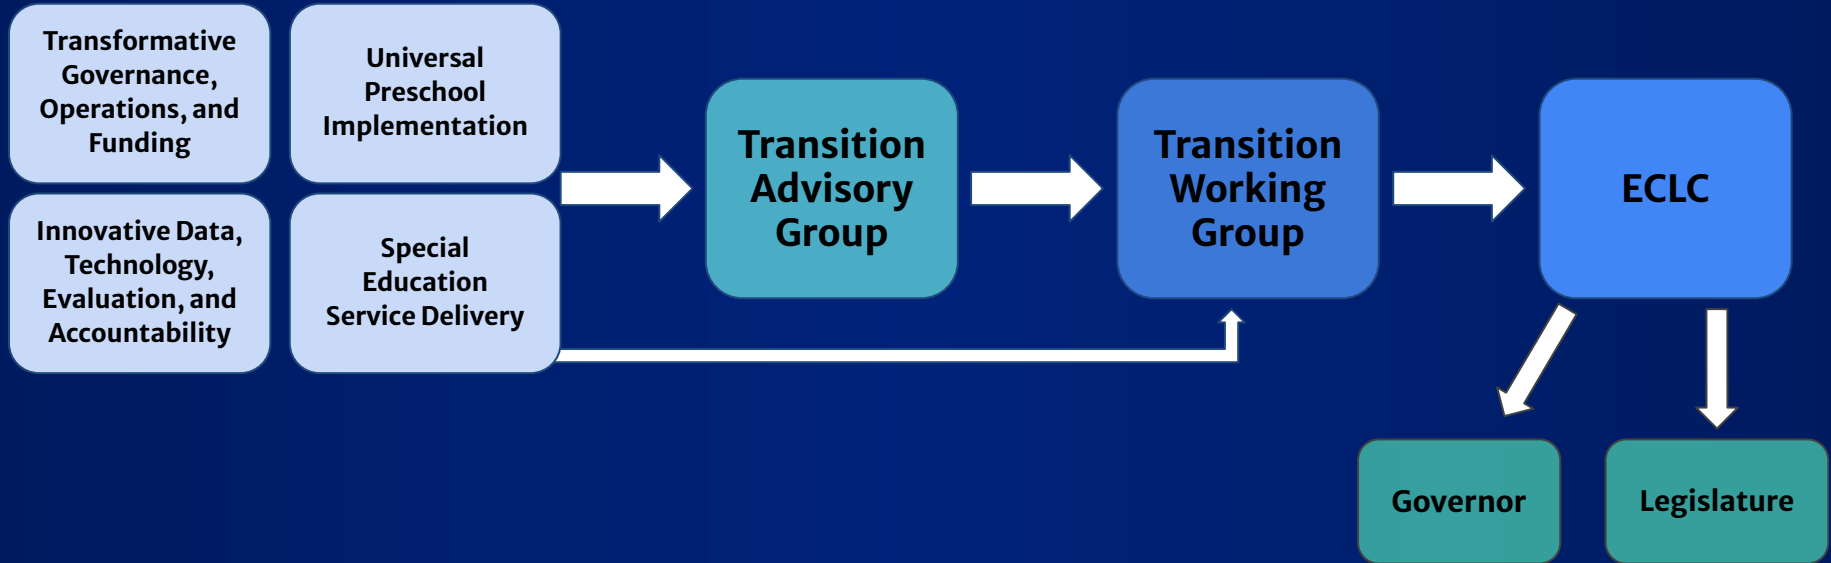 Transformative
Governance,
Operations, and
Funding
Universal
Preschool
Implementation
Innovative Data,
Technology,
Evaluation, and
Accountability
Special
Education
Service Delivery
Transition
Advisory
Group
Transition
Working
Group
ECLC
Governor
Legislature